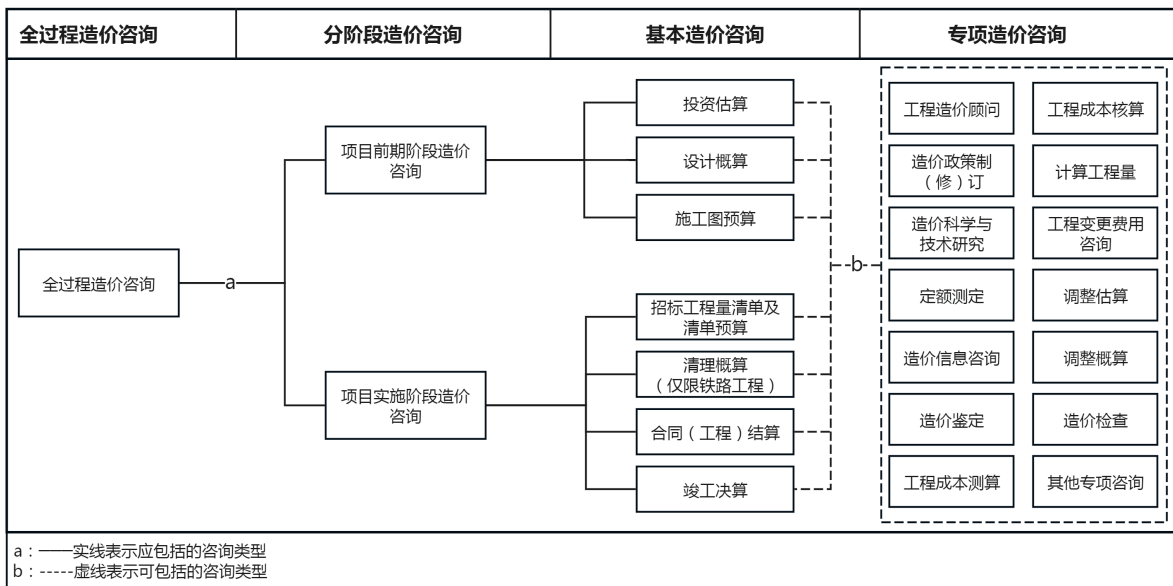 全过程造价咨询
分阶段造价咨询
基本造价咨询
专项造价咨询
全过程造价咨询
a
项目前期阶段造价
咨询
项目实施阶段造价
咨询
投资估算
设计概算
施工图预算
招标工程量清单及
清单预算
清理概算
（仅限铁路工程）
合同（工程）结算
竣工决算
b
工程造价顾问
工程成本核算
造价政策制
（修）订
计算工程量
造价科学与
技术研究
工程变更费用
咨询
定额测定
调整估算
造价信息咨询
调整概算
造价鉴定
造价检查
工程成本测算
其他专项咨询
a：——实线表示应包括的咨询类型
b：-----虚线表示可包括的咨询类型